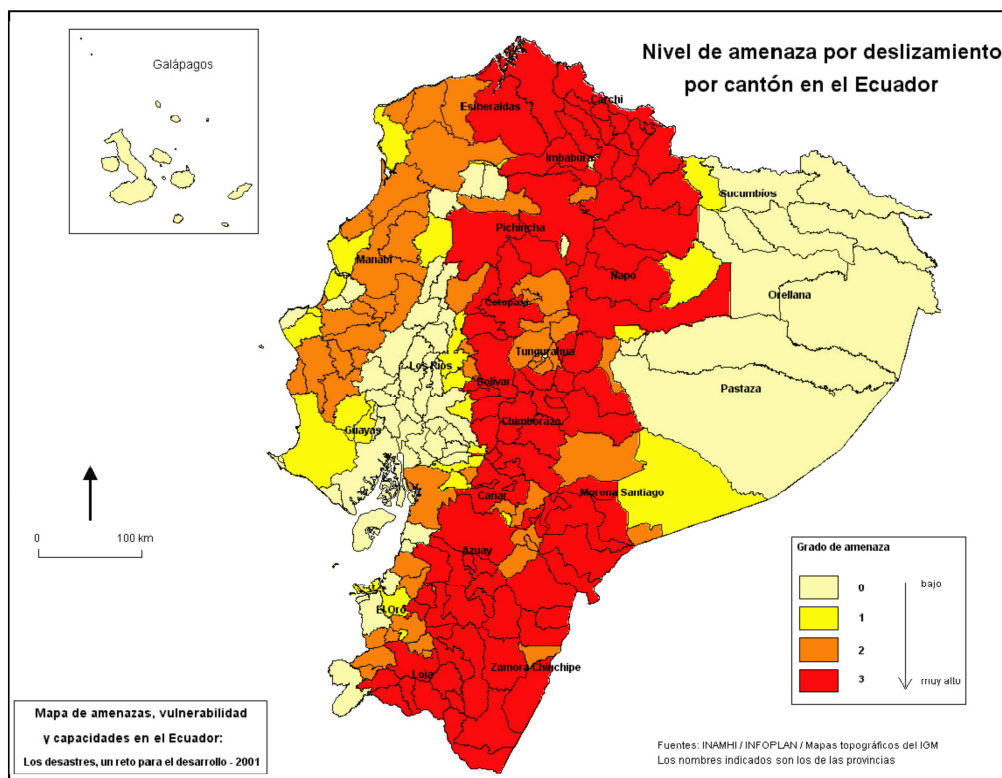 Nivel de amenaza por deslizamiento
por cantón en el Ecuador
Galápagos
Esmeraldas
Carchi
Imbabura
Sucumbíos
Pichincha
Manabí
Napo
Orellana
Cotopaxi
Tungurahua
Los Ríos
Bolívar
Pastaza
Chimborazo
Guayas
Cañar
Morona Santiago
Azuay
El Oro
Loja
Zamora Chinchipe
0
100 km
Grado de amenaza
0
bajo
1
2
3
muy alto
Mapa de amenazas, vulnerabilidad
y capacidades en el Ecuador:
Los desastres, un reto para el desarrollo - 2001
Fuentes: INAMHI / INFOPLAN / Mapas topográficos del IGM
Los nombres indicados son los de las provincias